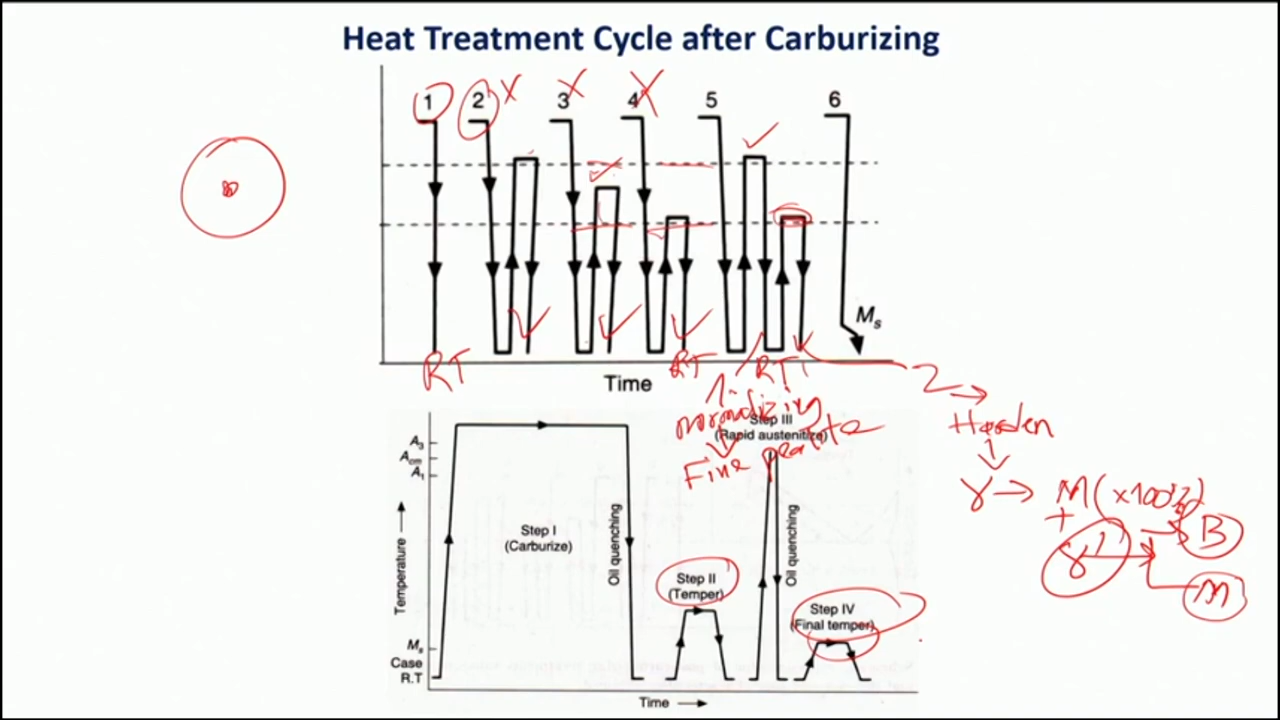 Heat Treatment Cycle after Carburizing
1 2 X 3 X 4 X 5 6
Ms
RT RT RT
Time
1.
normalizing
Fine pearlite
2
Harden
γ → M (×100%)
+
γ' B
M
Step III
(Rapid austenitize)
A3
Acm
A1
Step I
(Carburize)
Oil quenching
Oil quenching
Temperature
Step II
(Temper)
Step IV
(Final temper)
Ms
Case
R.T
Time